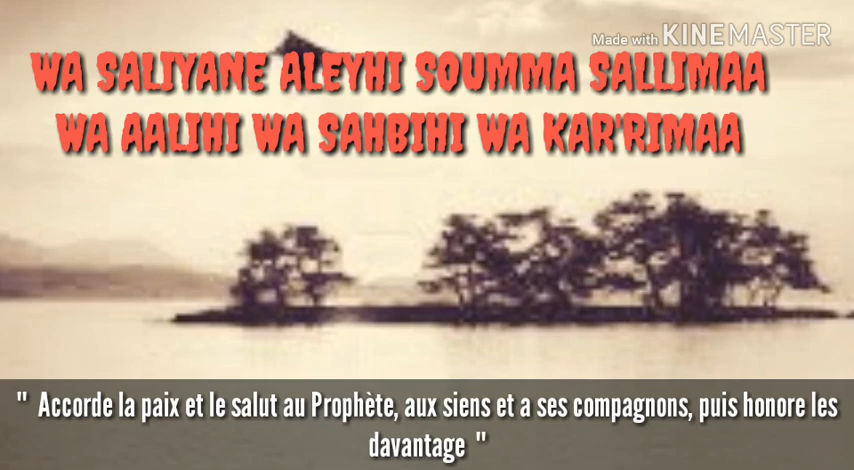 Made with KINEMASTER
WA SALIYANE ALEYHI SOUMMA SALLIMAA
WA AALIHI WA SAHBIHI WA KAR'RIMAA
" Accorde la paix et le salut au Prophète, aux siens et a ses compagnons, puis honore les
davantage "